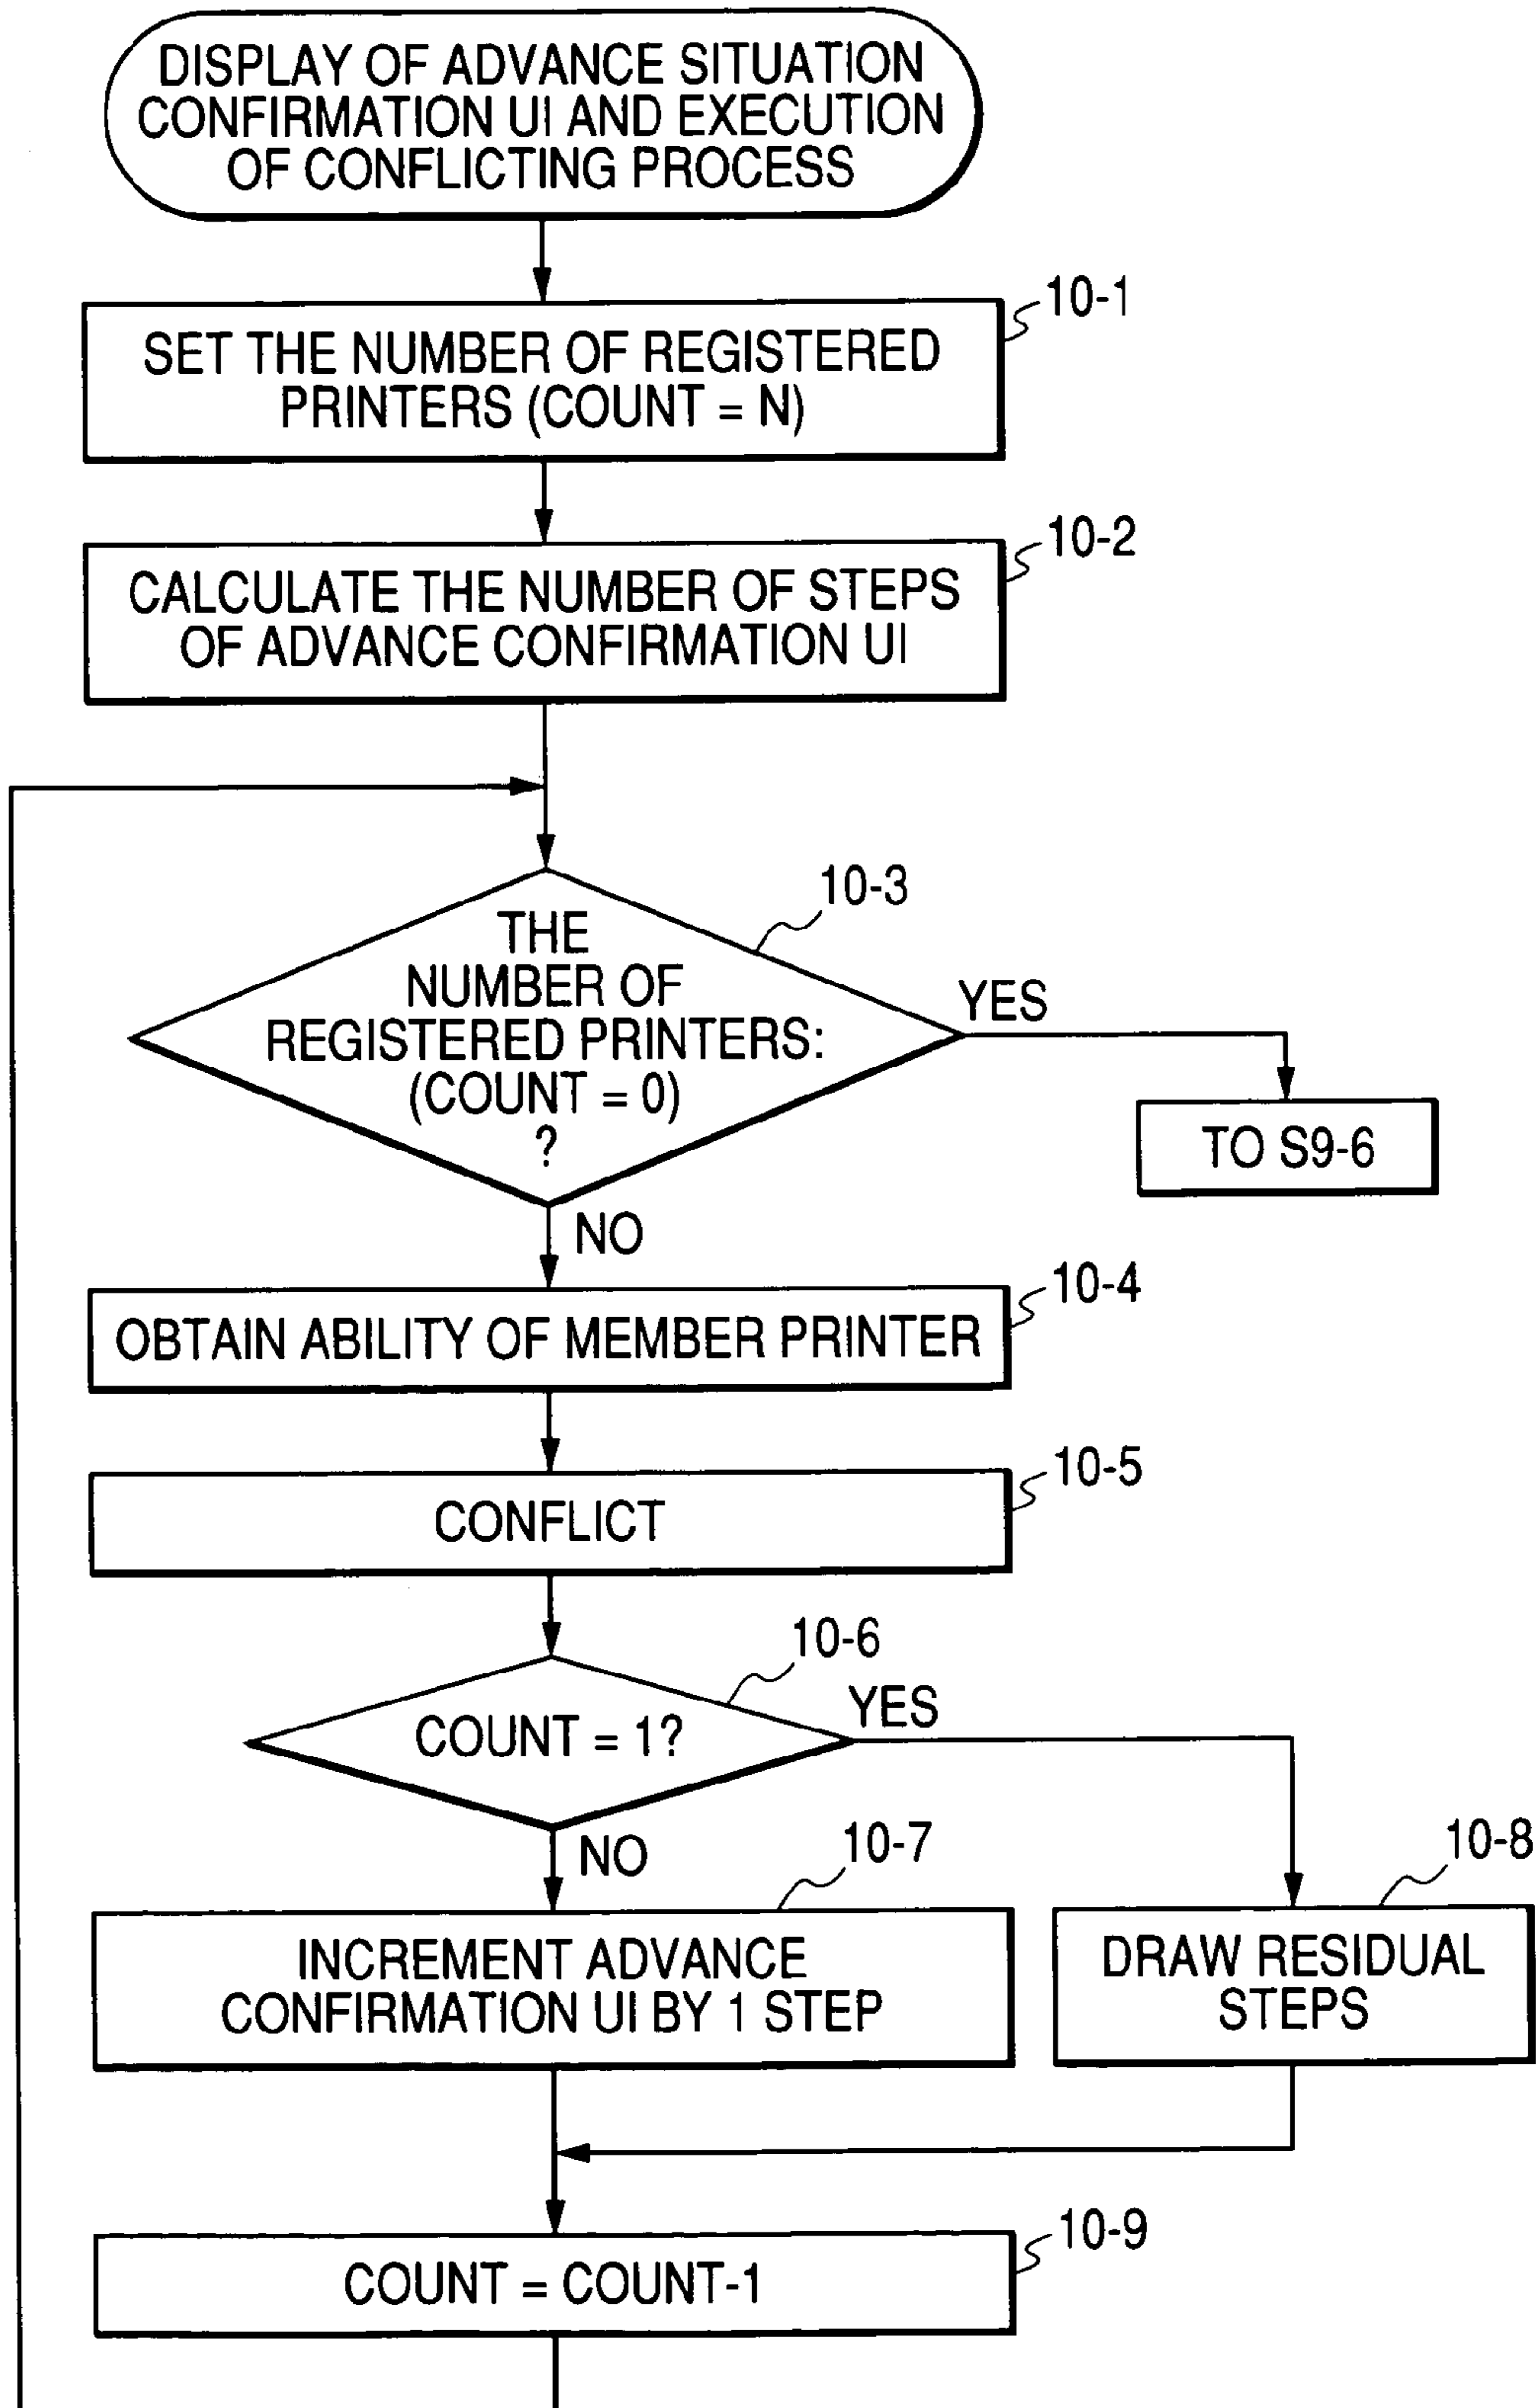 DISPLAY OF ADVANCE SITUATION
CONFIRMATION UI AND EXECUTION
OF CONFLICTING PROCESS
10-1
SET THE NUMBER OF REGISTERED
PRINTERS (COUNT = N)
10-2
CALCULATE THE NUMBER OF STEPS
OF ADVANCE CONFIRMATION UI
10-3
THE
NUMBER OF
REGISTERED PRINTERS:
(COUNT = 0)
?
YES
TO S9-6
NO
10-4
OBTAIN ABILITY OF MEMBER PRINTER
10-5
CONFLICT
10-6
COUNT = 1?
YES
NO
10-7
INCREMENT ADVANCE
CONFIRMATION UI BY 1 STEP
10-8
DRAW RESIDUAL
STEPS
10-9
COUNT = COUNT-1